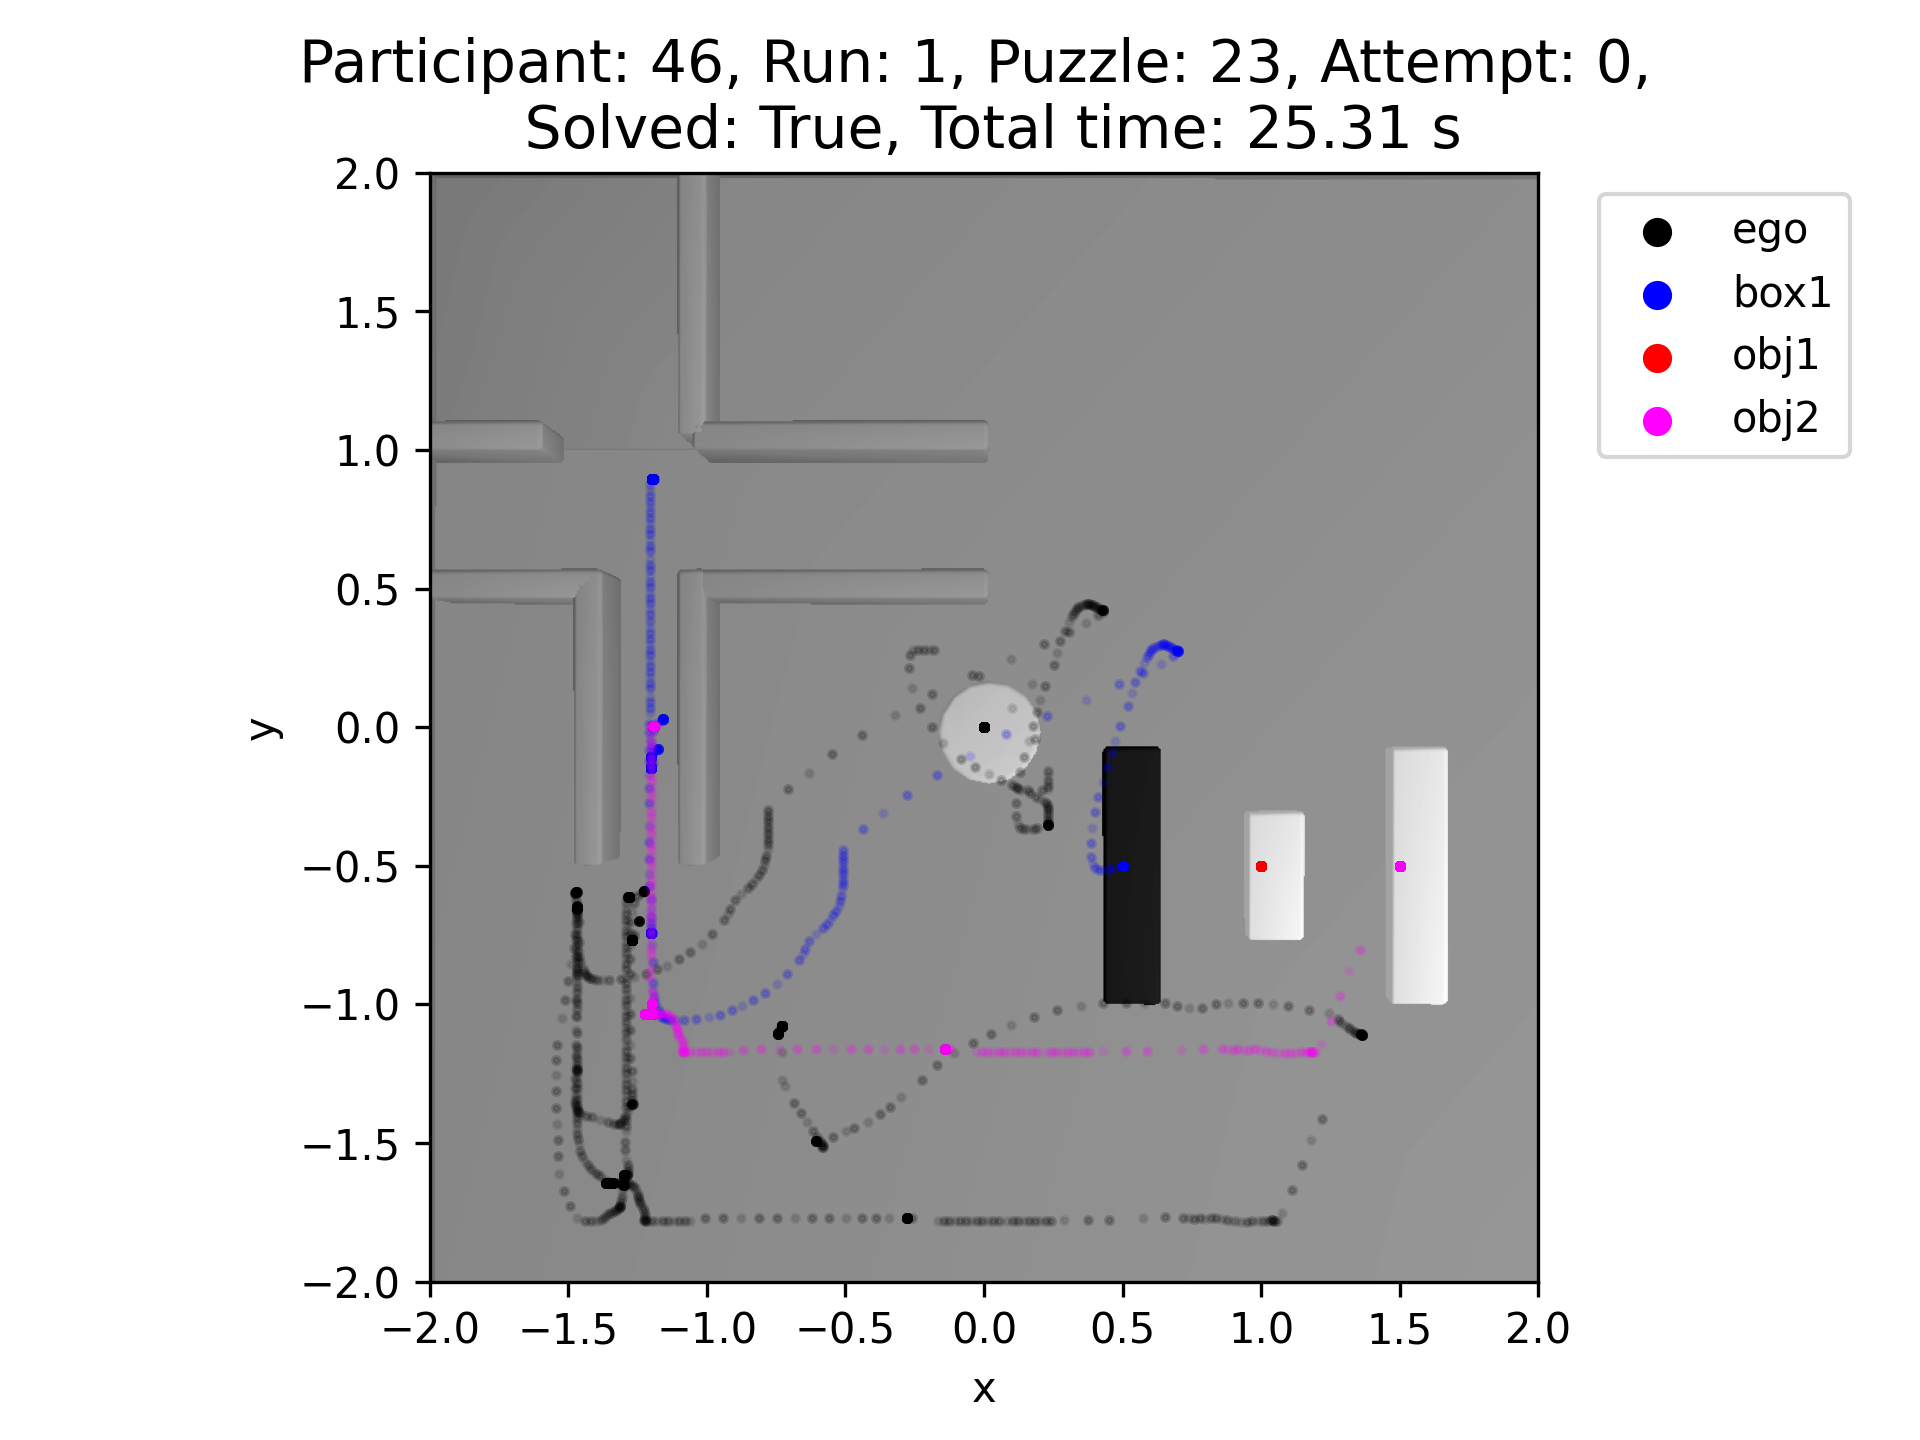 Participant: 46, Run: 1, Puzzle: 23, Attempt: 0,
Solved: True, Total time: 25.31 s
2.0
1.5
1.0
0.5
0.0
−0.5
−1.0
−1.5
−2.0
y
−2.0 −1.5 −1.0 −0.5 0.0 0.5 1.0 1.5 2.0
x
ego
box1
obj1
obj2